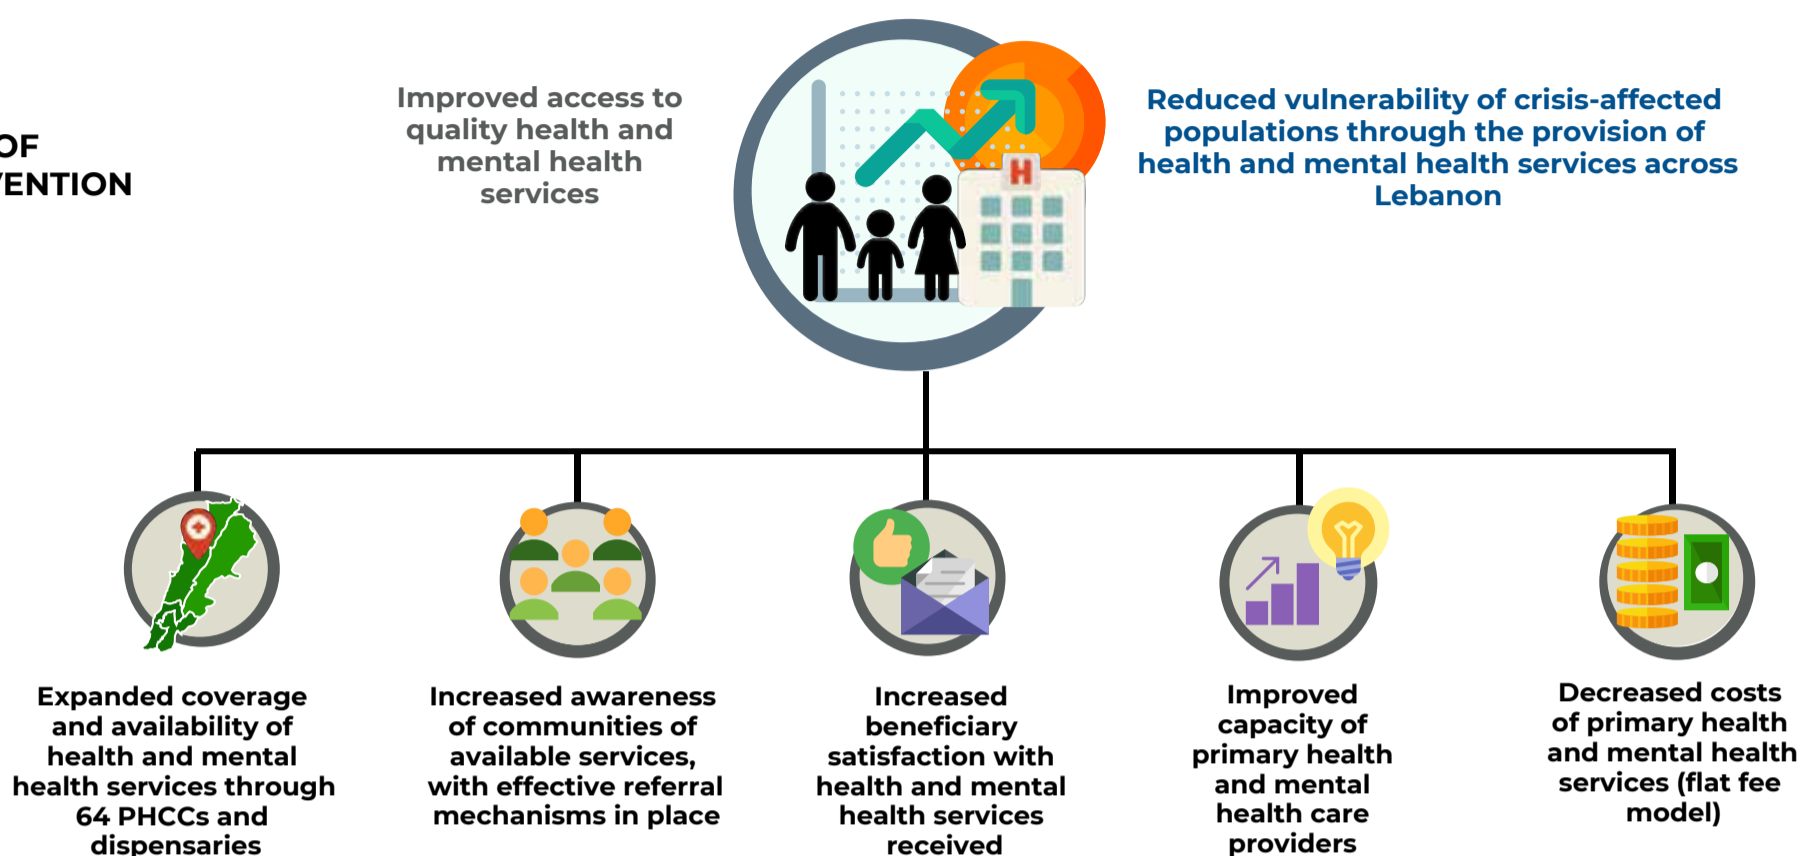 OF
VENTION
Improved access to
quality health and
mental health
services
H
Reduced vulnerability of crisis-affected
populations through the provision of
health and mental health services across
Lebanon
Expanded coverage
and availability of
health and mental
health services through
64 PHCCs and
dispensaries
Increased awareness
of communities of
available services,
with effective referral
mechanisms in place
Increased
beneficiary
satisfaction with
health and mental
health services
received
Improved
capacity of
primary health
and mental
health care
providers
Decreased costs
of primary health
and mental health
services (flat fee
model)